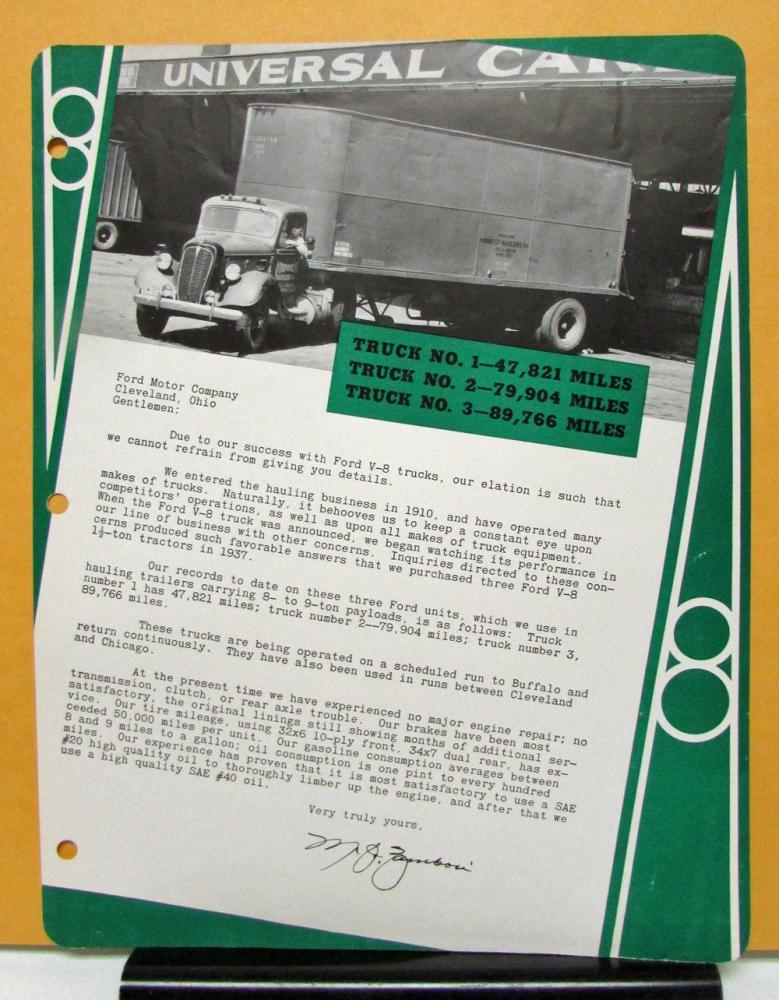 UNIVERSAL CAR
TRUCK NO. 1—47,821 MILES
TRUCK NO. 2—79,904 MILES
TRUCK NO. 3—89,766 MILES
Ford Motor Company
Cleveland, Ohio
Gentlemen:
Due to our success with Ford V-8 trucks, our elation is such that
we cannot refrain from giving you details.
We entered the hauling business in 1910, and have operated many
makes of trucks. Naturally, it behooves us to keep a constant eye upon
competitors' operations, as well as upon all makes of truck equipment.
When the Ford V-8 truck was announced, we began watching its performance in
our line of business with other concerns. Inquiries directed to these con-
cerns produced such favorable answers that we purchased three Ford V-8
1½-ton tractors in 1937.
Our records to date on these three Ford units, which we use in
hauling trailers carrying 8- to 9-ton payloads, is as follows: Truck
number 1 has 47,821 miles; truck number 2--79,904 miles; truck number 3,
89,766 miles.
These trucks are being operated on a scheduled run to Buffalo and
return continuously. They have also been used in runs between Cleveland
and Chicago.
At the present time we have experienced no major engine repair; no
transmission, clutch, or rear axle trouble. Our brakes have been most
satisfactory, the original linings still showing months of additional ser-
vice. Our tire mileage, using 32x6 10-ply front, 34x7 dual rear, has ex-
ceeded 50,000 miles per unit. Our gasoline consumption averages between
8 and 9 miles to a gallon; oil consumption is one pint to every hundred
miles. Our experience has proven that it is most satisfactory to use a SAE
#20 high quality oil to thoroughly limber up the engine, and after that we
use a high quality SAE #40 oil.
Very truly yours,